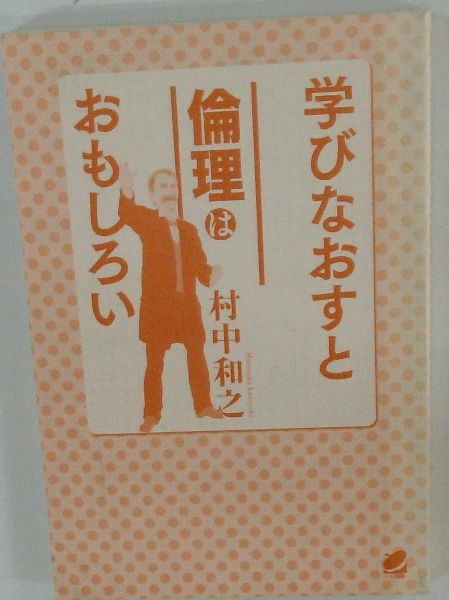 学びなおすと
倫理は
おもしろい
村中和之